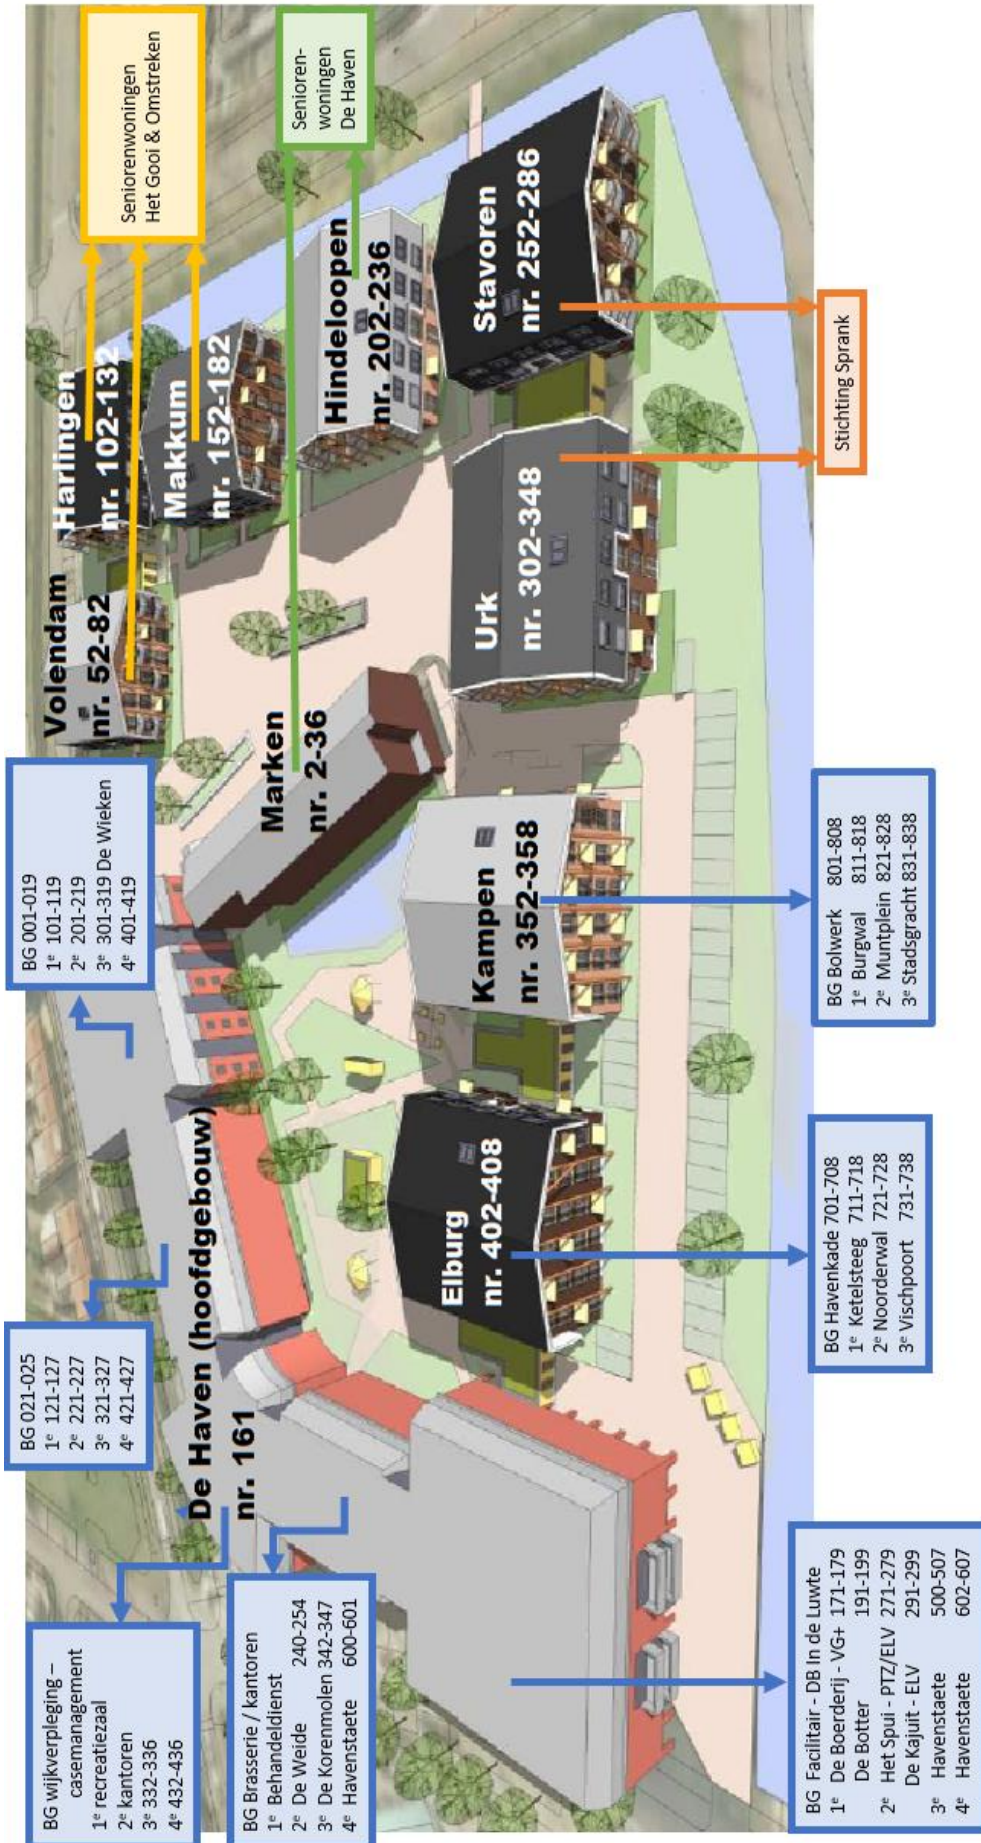 BG wijkverpleging –
casemanagement
1e recreatiezaal
2e kantoren
3e 332-336
4e 432-436
BG 021-025
1e 121-127
2e 221-227
3e 321-327
4e 421-427
BG 001-019
1e 101-119
2e 201-219
3e 301-319 De Wieken
4e 401-419
Seniorenwoningen
Het Gooi & Omstreken
Senioren-
woningen
De Haven
BG Brasserie / kantoren
1e Behandeldienst
2e De Weide 240-254
3e De Korenmolen 342-347
4e Havenstaete 600-601
De Haven (hoofdgebouw)
nr. 161
Volendam
nr. 52-82
Harlingen
nr. 102-132
Makkum
nr. 152-182
Marken
nr. 2-36
Hindeloopen
nr. 202-236
Elburg
nr. 402-408
Kampen
nr. 352-358
Urk
nr. 302-348
Stavoren
nr. 252-286
BG Facilitair - DB In de Luwte
1e De Boerderij - VG+ 171-179
De Botter 191-199
2e Het Spui - PTZ/ELV 271-279
De Kajuit - ELV 291-299
3e Havenstaete 500-507
4e Havenstaete 602-607
BG Havenkade 701-708
1e Ketelsteeg 711-718
2e Noorderwal 721-728
3e Vischpoort 731-738
BG Bolwerk 801-808
1e Burgwal 811-818
2e Muntplein 821-828
3e Stadsgracht 831-838
Stichting Sprank